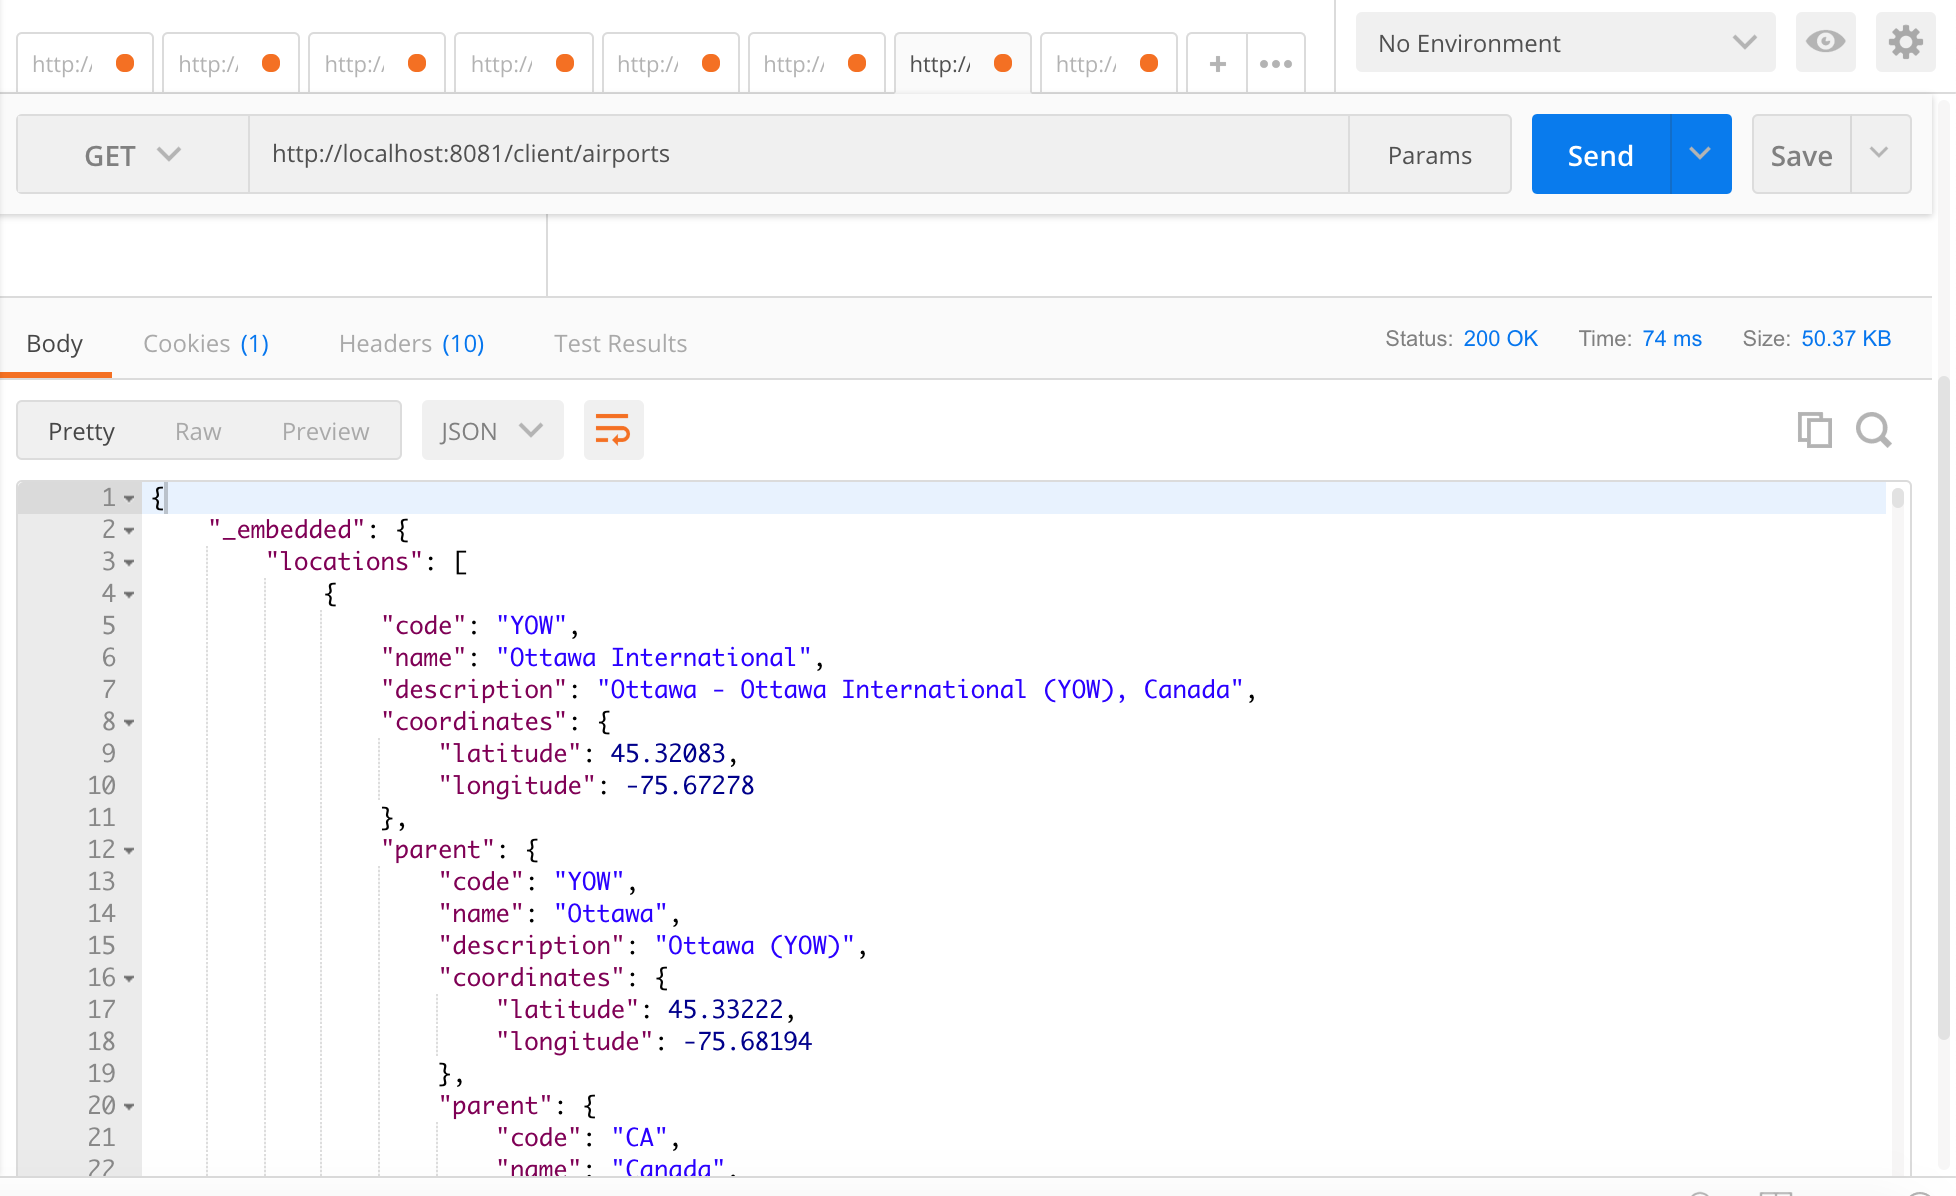 http:/ http:/ http:/ http:/ http:/ http:/ http:/ http:/ + ••• No Environment
GET http://localhost:8081/client/airports Params Send Save
Body Cookies (1) Headers (10) Test Results Status: 200 OK Time: 74 ms Size: 50.37 KB
Pretty Raw Preview JSON
1 {
2 "_embedded": {
3 "locations": [
4 {
5 "code": "YOW",
6 "name": "Ottawa International",
7 "description": "Ottawa - Ottawa International (YOW), Canada",
8 "coordinates": {
9 "latitude": 45.32083,
10 "longitude": -75.67278
11 },
12 "parent": {
13 "code": "YOW",
14 "name": "Ottawa",
15 "description": "Ottawa (YOW)",
16 "coordinates": {
17 "latitude": 45.33222,
18 "longitude": -75.68194
19 },
20 "parent": {
21 "code": "CA",
22 "name": "Canada",